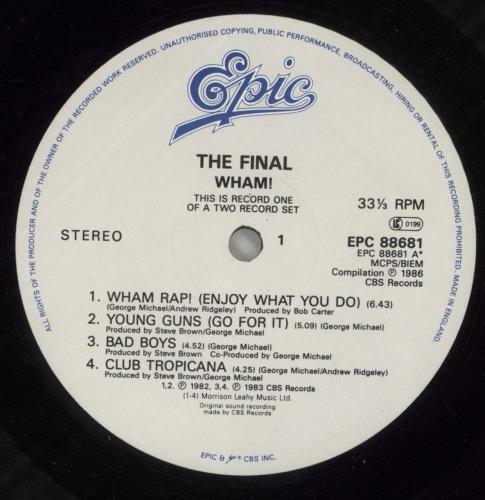 ALL RIGHTS OF THE PRODUCER AND OF THE OWNER OF THE RECORDED WORK RESERVED. UNAUTHORISED COPYING, PUBLIC PERFORMANCE, BROADCASTING, HIRING OR RENTAL OF THIS RECORDING PROHIBITED. MADE IN ENGLAND.
Epic
THE FINAL
WHAM!
THIS IS RECORD ONE
OF A TWO RECORD SET
33⅓ RPM
LC 0199
STEREO
1
EPC 88681
EPC 88681 A*
MCPS/BIEM
Compilation ℗ 1986
CBS Records
1. WHAM RAP! (ENJOY WHAT YOU DO) (6.43)
(George Michael/Andrew Ridgeley) Produced by Bob Carter
2. YOUNG GUNS (GO FOR IT) (5.09) (George Michael)
Produced by Steve Brown/George Michael
3. BAD BOYS (4.52) (George Michael)
Produced by Steve Brown Co-Produced by George Michael
4. CLUB TROPICANA (4.25) (George Michael/Andrew Ridgeley)
Produced by Steve Brown/George Michael
1,2. ℗ 1982, 3,4. ℗ 1983 CBS Records
(1-4) Morrison Leahy Music Ltd.
Original sound recording
made by CBS Records
EPIC & CBS INC.